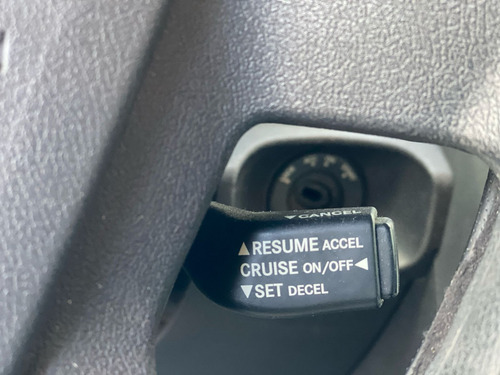 ▼CANCEL
▲RESUME ACCEL
CRUISE ON/OFF◄
▼SET DECEL